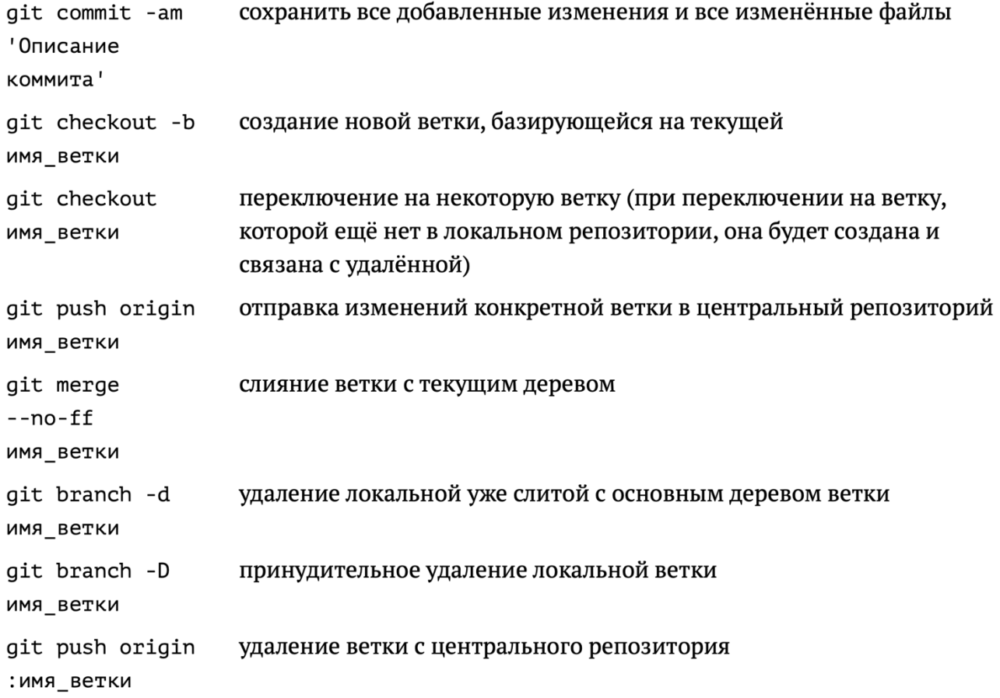 git commit -am сохранить все добавленные изменения и все изменённые файлы
'Описание
коммита'
git checkout -b создание новой ветки, базирующейся на текущей
имя_ветки
git checkout переключение на некоторую ветку (при переключении на ветку,
имя_ветки которой ещё нет в локальном репозитории, она будет создана и
связана с удалённой)
git push origin отправка изменений конкретной ветки в центральный репозиторий
имя_ветки
git merge слияние ветки с текущим деревом
--no-ff
имя_ветки
git branch -d удаление локальной уже слитой с основным деревом ветки
имя_ветки
git branch -D принудительное удаление локальной ветки
имя_ветки
git push origin удаление ветки с центрального репозитория
:имя_ветки